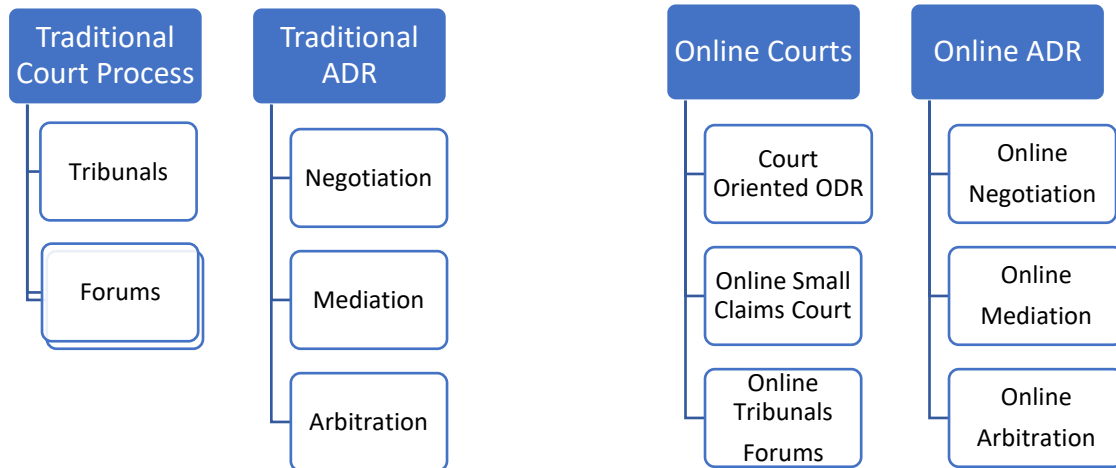 Traditional
Court Process
Tribunals
Forums
Traditional
ADR
Negotiation
Mediation
Arbitration
Online Courts
Court
Oriented ODR
Online Small
Claims Court
Online
Tribunals
Forums
Online ADR
Online
Negotiation
Online
Mediation
Online
Arbitration